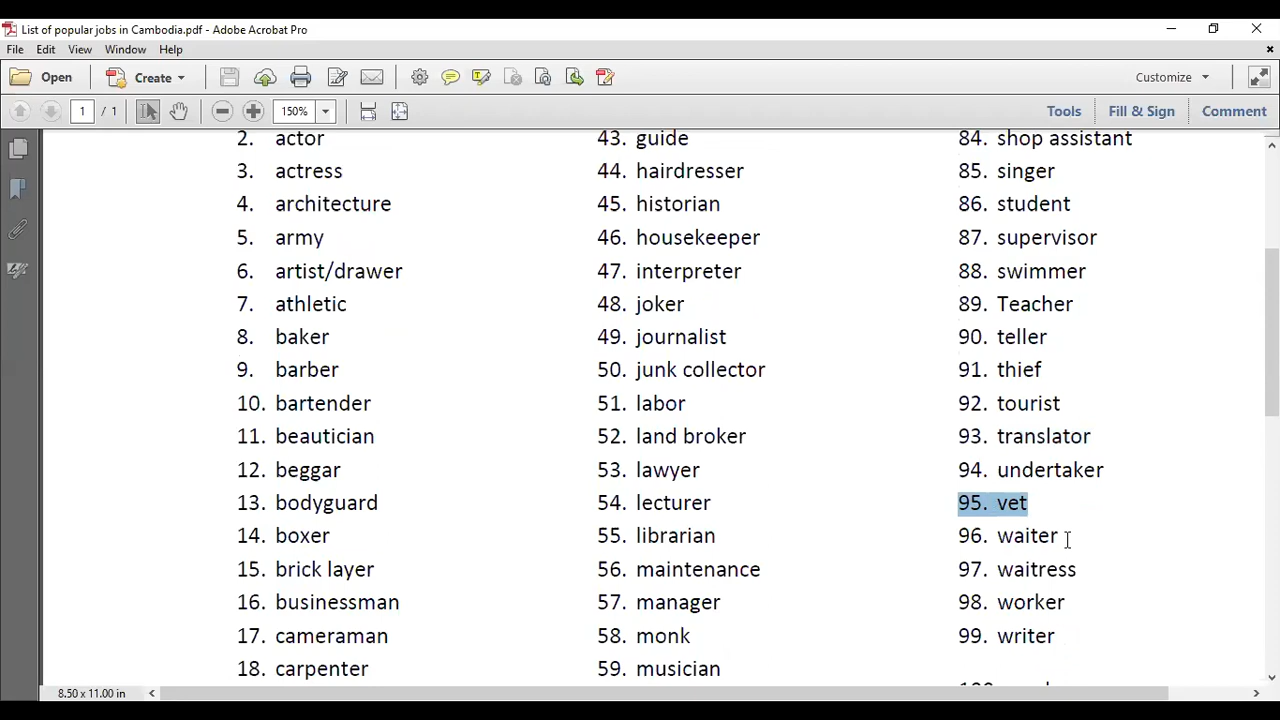 List of popular jobs in Cambodia.pdf - Adobe Acrobat Pro
File Edit View Window Help
Open Create Customize
1 / 1 150% Tools Fill & Sign Comment
2. actor
3. actress
4. architecture
5. army
6. artist/drawer
7. athletic
8. baker
9. barber
10. bartender
11. beautician
12. beggar
13. bodyguard
14. boxer
15. brick layer
16. businessman
17. cameraman
18. carpenter
43. guide
44. hairdresser
45. historian
46. housekeeper
47. interpreter
48. joker
49. journalist
50. junk collector
51. labor
52. land broker
53. lawyer
54. lecturer
55. librarian
56. maintenance
57. manager
58. monk
59. musician
84. shop assistant
85. singer
86. student
87. supervisor
88. swimmer
89. Teacher
90. teller
91. thief
92. tourist
93. translator
94. undertaker
95. vet
96. waiter
97. waitress
98. worker
99. writer
8.50 x 11.00 in